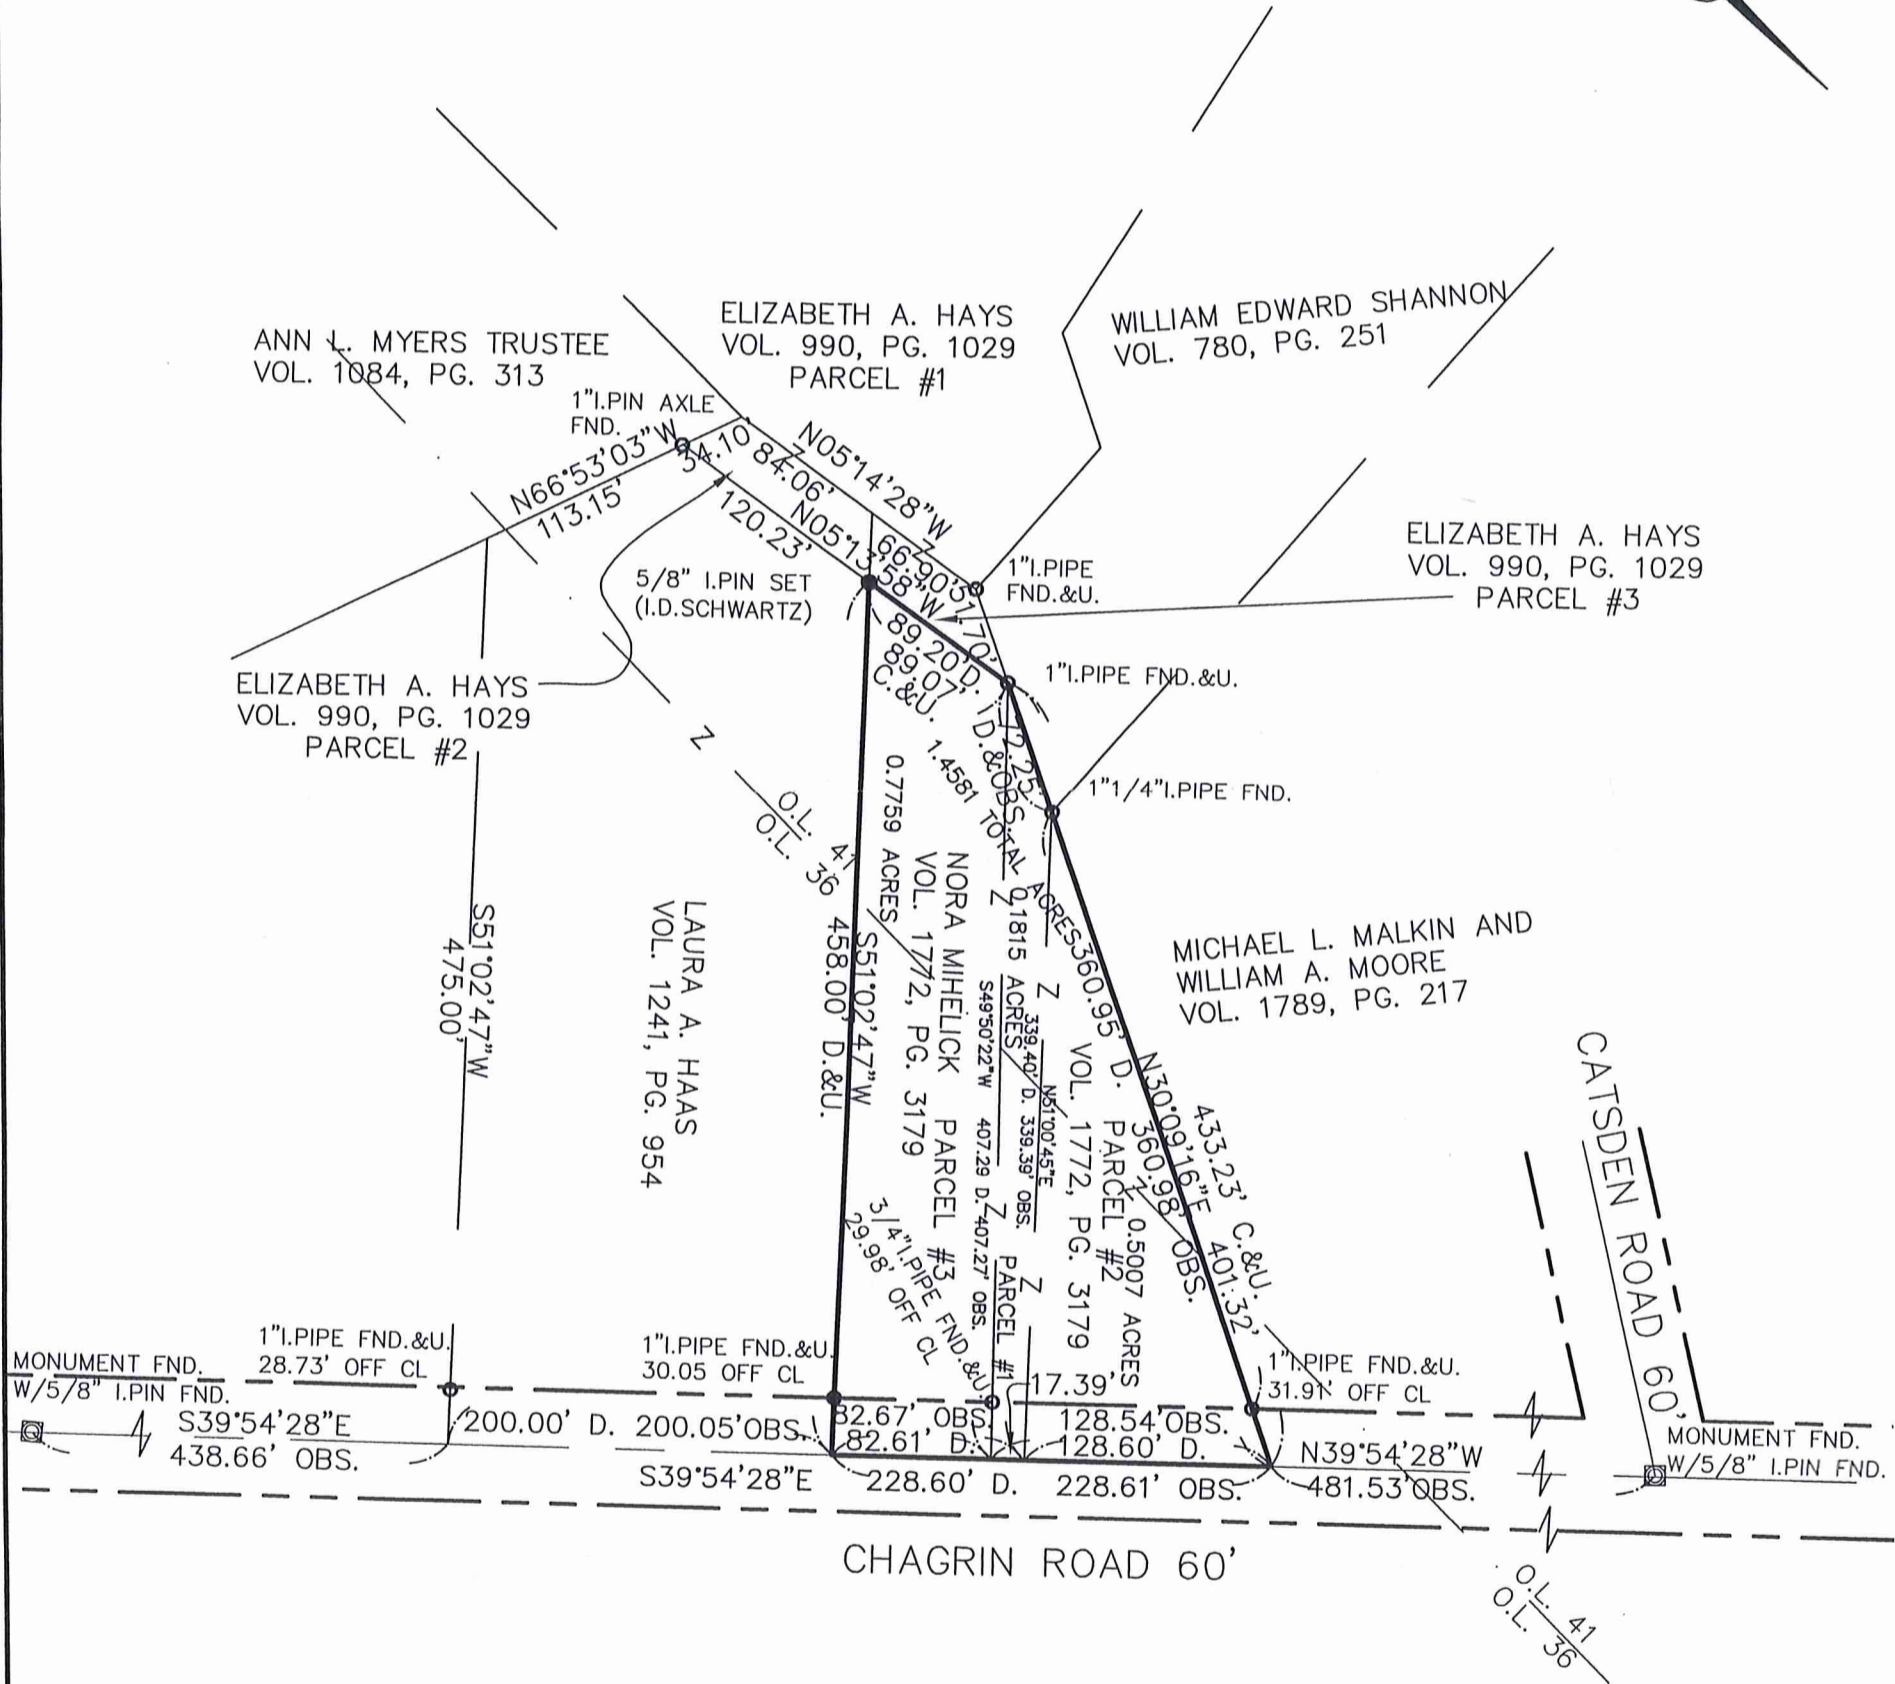 ANN L. MYERS TRUSTEE
VOL. 1084, PG. 313
ELIZABETH A. HAYS
VOL. 990, PG. 1029
PARCEL #1
WILLIAM EDWARD SHANNON
VOL. 780, PG. 251
1"I.PIN AXLE
FND.
N66°53'03"W
113.15'
34.10'
84.06'
N05°14'28"W
Z
120.23'
N05°13'58"W
66.90'
Z
51.70'
1"I.PIPE
FND.&U.
ELIZABETH A. HAYS
VOL. 990, PG. 1029
PARCEL #3
5/8" I.PIN SET
(I.D.SCHWARTZ)
89.20'D.
89.07'
C.&U.
1"I.PIPE FND.&U.
ELIZABETH A. HAYS
VOL. 990, PG. 1029
PARCEL #2
Z
72.25'
D.&OBS.
1"1/4"I.PIPE FND.
O.L. 41
O.L. 36
1.4581 TOTAL ACRES
0.7759 ACRES
0.1815 ACRES
S51°02'47"W
475.00'
LAURA A. HAAS
VOL. 1241, PG. 954
458.00' D.&U.
S51°02'47"W
NORA MIHELICK PARCEL #3
VOL. 1772, PG. 3179
Z
S49°50'22"W 407.29 D. 407.27' OBS.
Z
Z
339.40' D. 339.39' OBS.
N51°00'45"E
Z
PARCEL #1
VOL. 1772, PG. 3179
PARCEL #2
0.5007 ACRES
Z
360.95' D.
360.98' OBS.
N30°09'16"E 401.32'
433.23' C.&U.
MICHAEL L. MALKIN AND
WILLIAM A. MOORE
VOL. 1789, PG. 217
CATSDEN ROAD 60'
3/4"I.PIPE FND.&U.
29.98' OFF CL
1"I.PIPE FND.&U.
28.73' OFF CL
1"I.PIPE FND.&U.
30.05 OFF CL
1"I.PIPE FND.&U.
31.91' OFF CL
MONUMENT FND.
W/5/8" I.PIN FND.
S39°54'28"E
438.66' OBS.
200.00' D. 200.05'OBS.
82.67' OBS.
82.61' D.
17.39'
128.54'OBS.
128.60' D.
N39°54'28"W
481.53'OBS.
MONUMENT FND.
W/5/8" I.PIN FND.
S39°54'28"E
228.60' D.
228.61' OBS.
CHAGRIN ROAD 60'
O.L. 41
O.L. 36